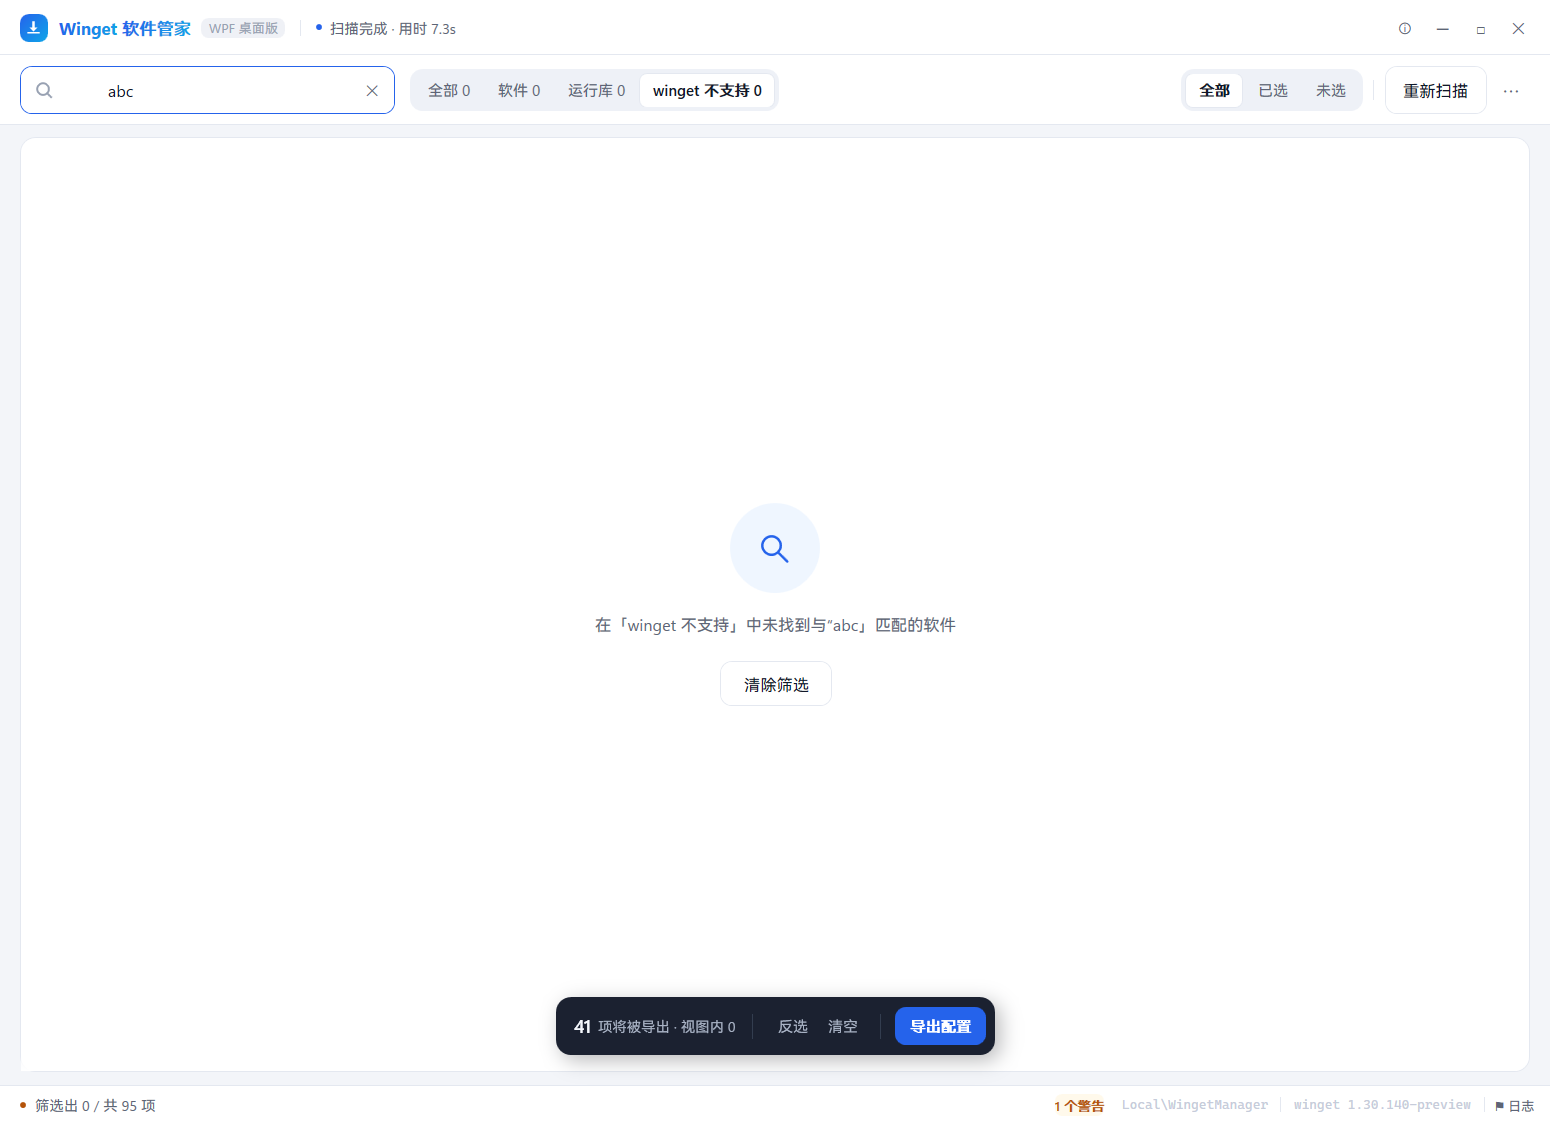 Winget 软件管家 WPF 桌面版 扫描完成 · 用时 7.3s
abc 全部 0 软件 0 运行库 0 winget 不支持 0 全部 已选 未选 重新扫描 ···
在「winget 不支持」中未找到与“abc」匹配的软件
清除筛选
41 项将被导出 · 视图内 0 反选 清空 导出配置
筛选出 0 / 共 95 项 1 个警告 Local\WingetManager winget 1.30.140-preview 日志